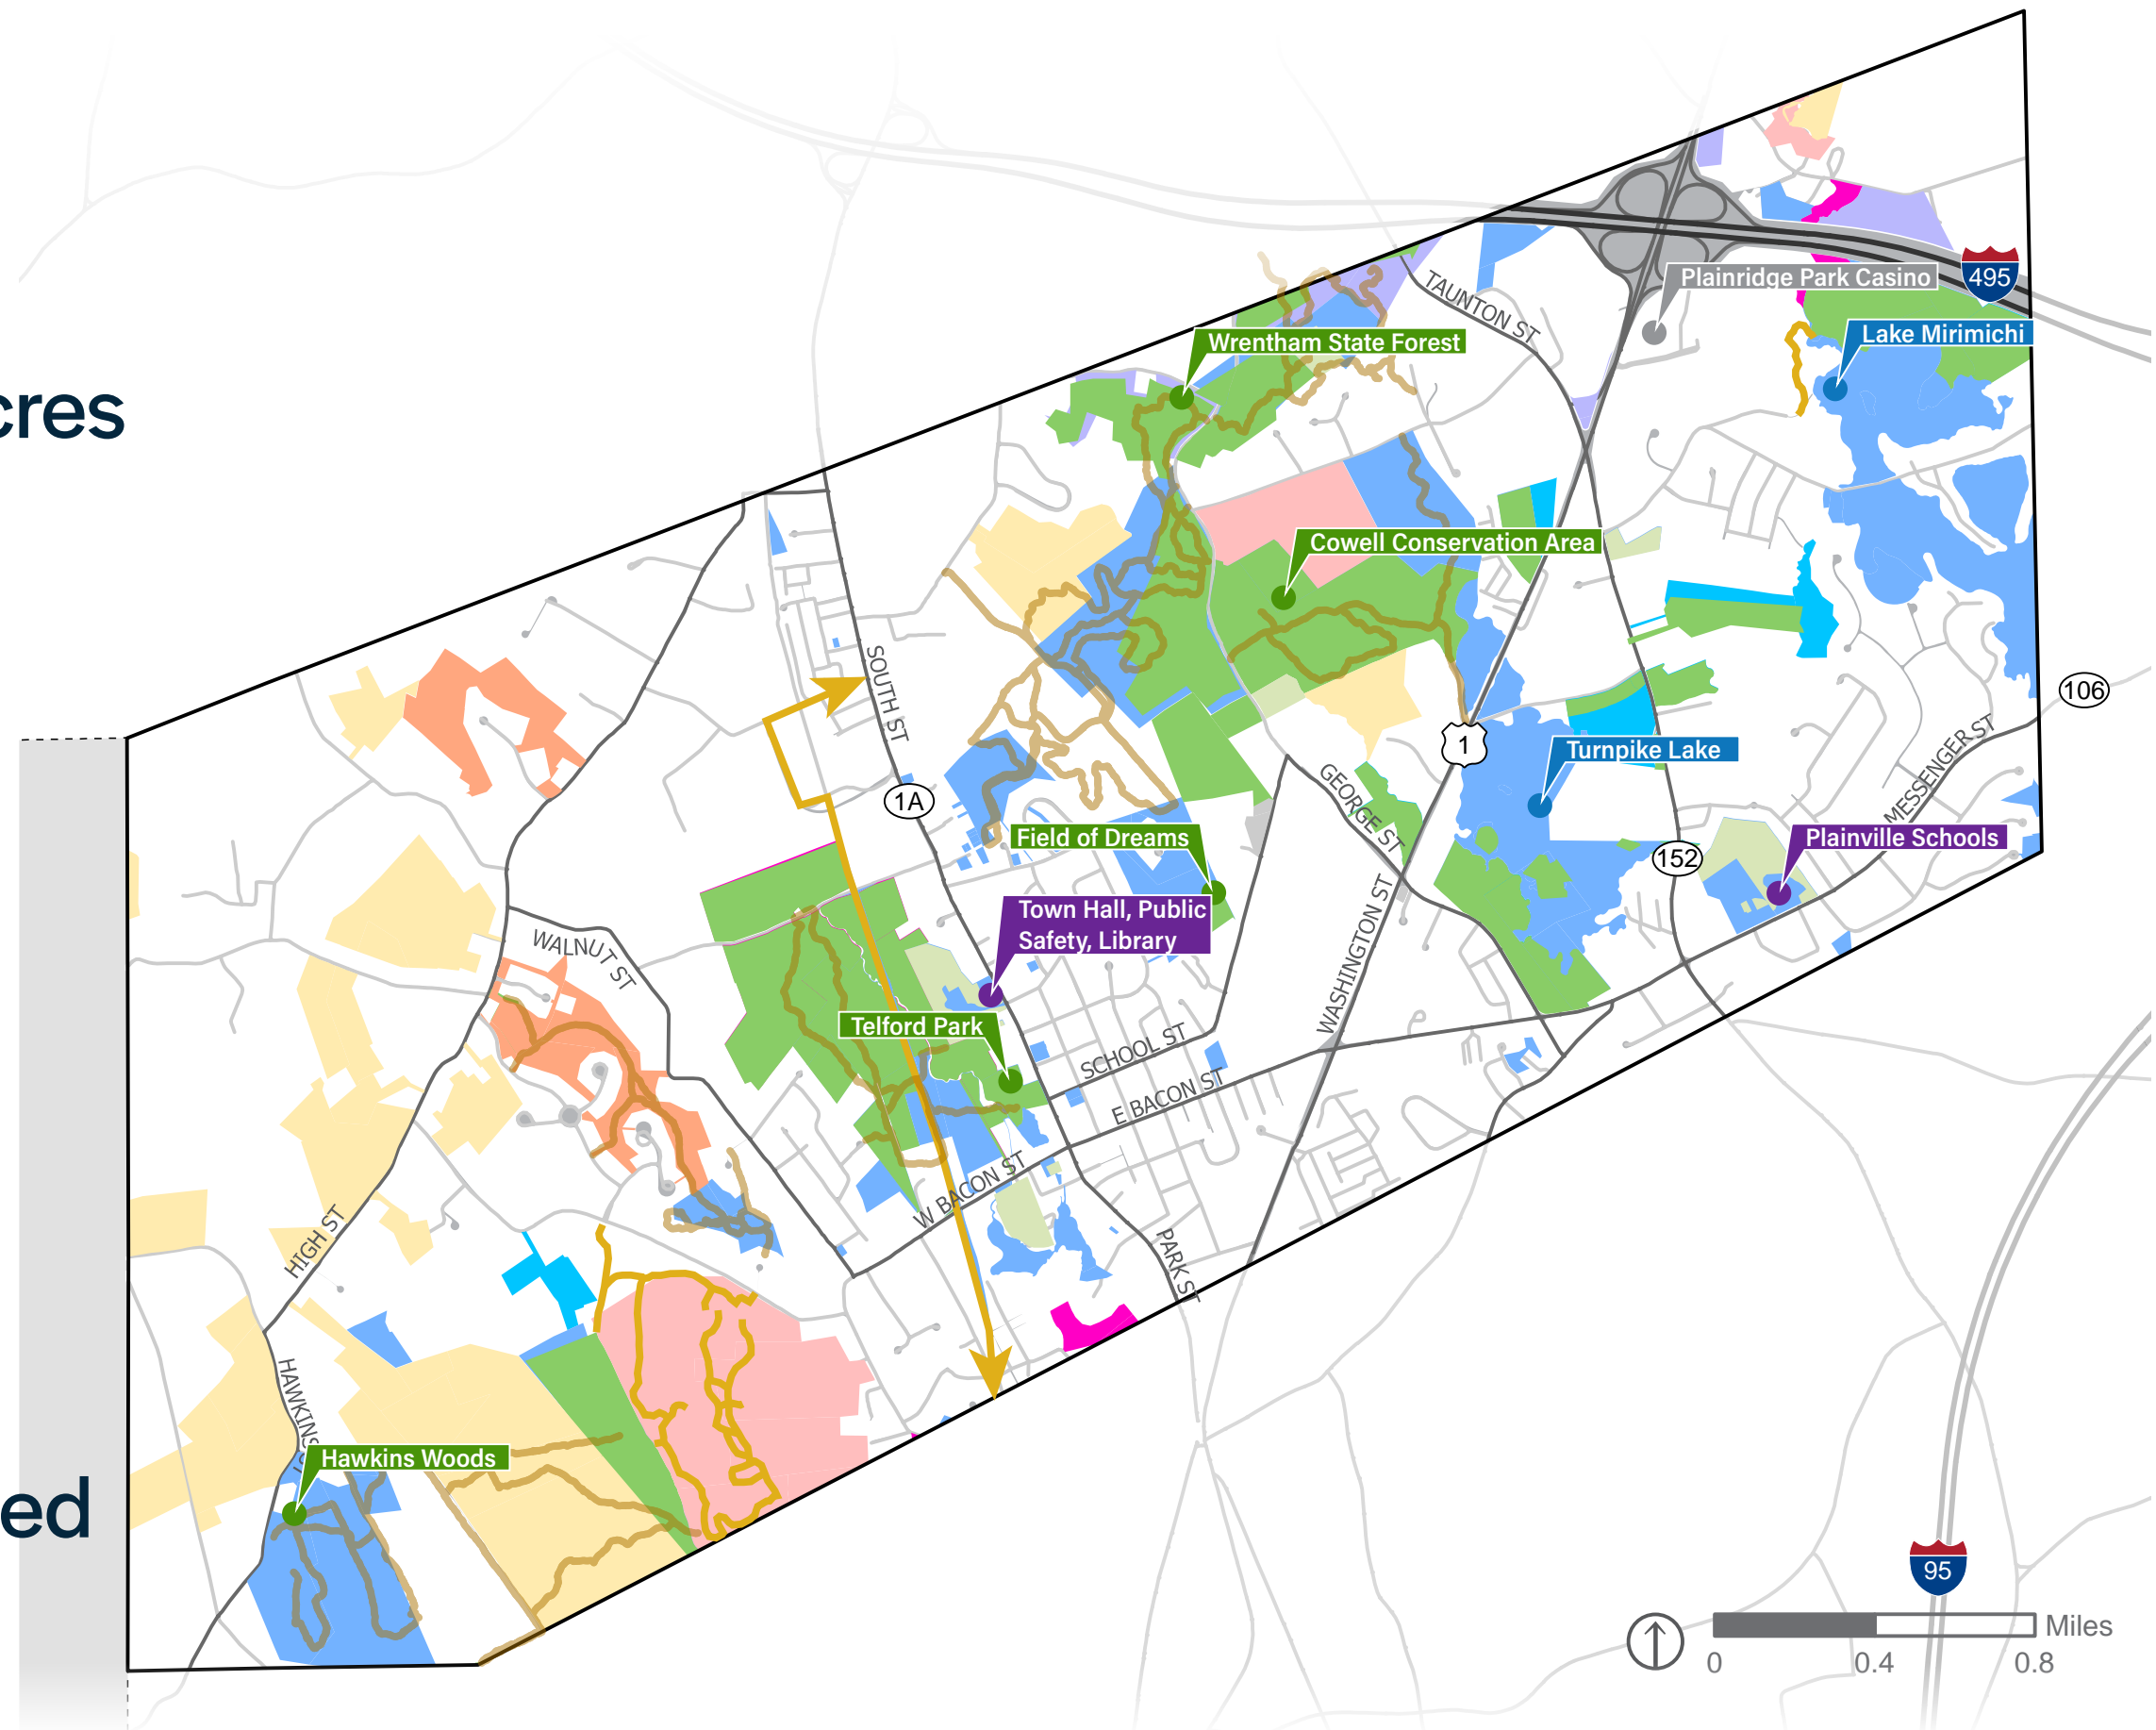 495
Plainridge Park Casino
TAUNTON ST
Lake Mirimichi
Wrentham State Forest
cres
Cowell Conservation Area
SOUTH ST
106
1
Turnpike Lake
MESSENGER ST
GEORGE ST
1A
Field of Dreams
152
Plainville Schools
Town Hall, Public
Safety, Library
WALNUT ST
WASHINGTON ST
Telford Park
SCHOOL ST
E BACON ST
W BACON ST
HIGH ST
PARK ST
HAWKINS
Hawkins Woods
ed
95
Miles
0 0.4 0.8